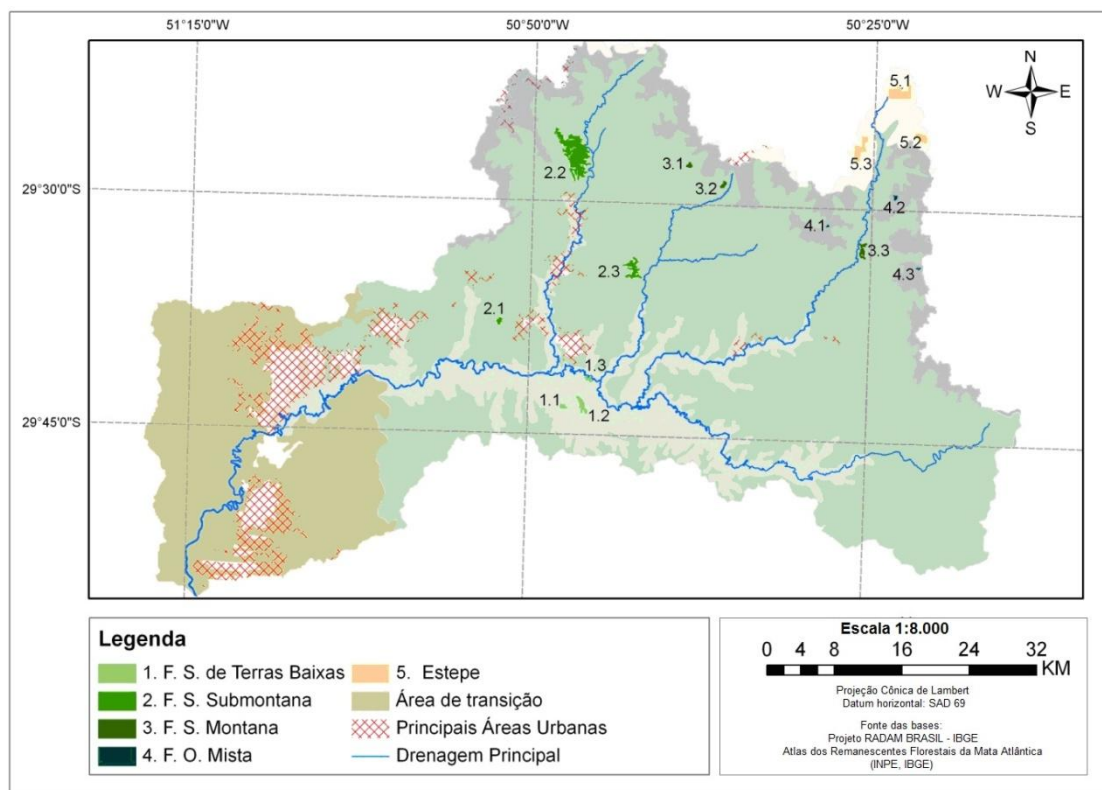 51°15'0"W
50°50'0"W
50°25'0"W
N
W E
S
5.1
5.2
5.3
2.2
3.1
3.2
29°30'0"S
4.2
4.1
3.3
2.3
4.3
2.1
1.3
1.1
1.2
29°45'0"S
Legenda
1. F. S. de Terras Baixas
2. F. S. Submontana
3. F. S. Montana
4. F. O. Mista
5. Estepe
Área de transição
Principais Áreas Urbanas
Drenagem Principal
Escala 1:8.000
0 2 4 8 16 24 32
KM
Projeção Cônica de Lambert
Datum horizontal: SAD 69
Fonte das bases:
Projeto RADAM BRASIL - IBGE
Atlas dos Remanescentes Florestais da Mata Atlântica
(INPE, IBGE)